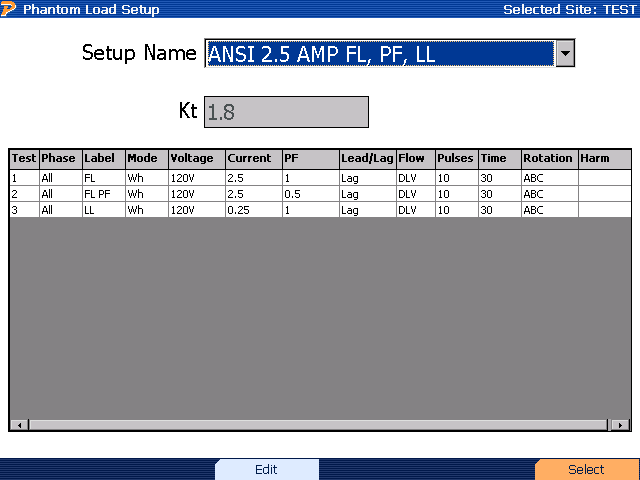 Phantom Load Setup Selected Site: TEST
Setup Name ANSI 2.5 AMP FL, PF, LL
Kt 1.8
Test Phase Label Mode Voltage Current PF Lead/Lag Flow Pulses Time Rotation Harm
1 All FL Wh 120V 2.5 1 Lag DLV 10 30 ABC
2 All FL PF Wh 120V 2.5 0.5 Lag DLV 10 30 ABC
3 All LL Wh 120V 0.25 1 Lag DLV 10 30 ABC
Edit Select